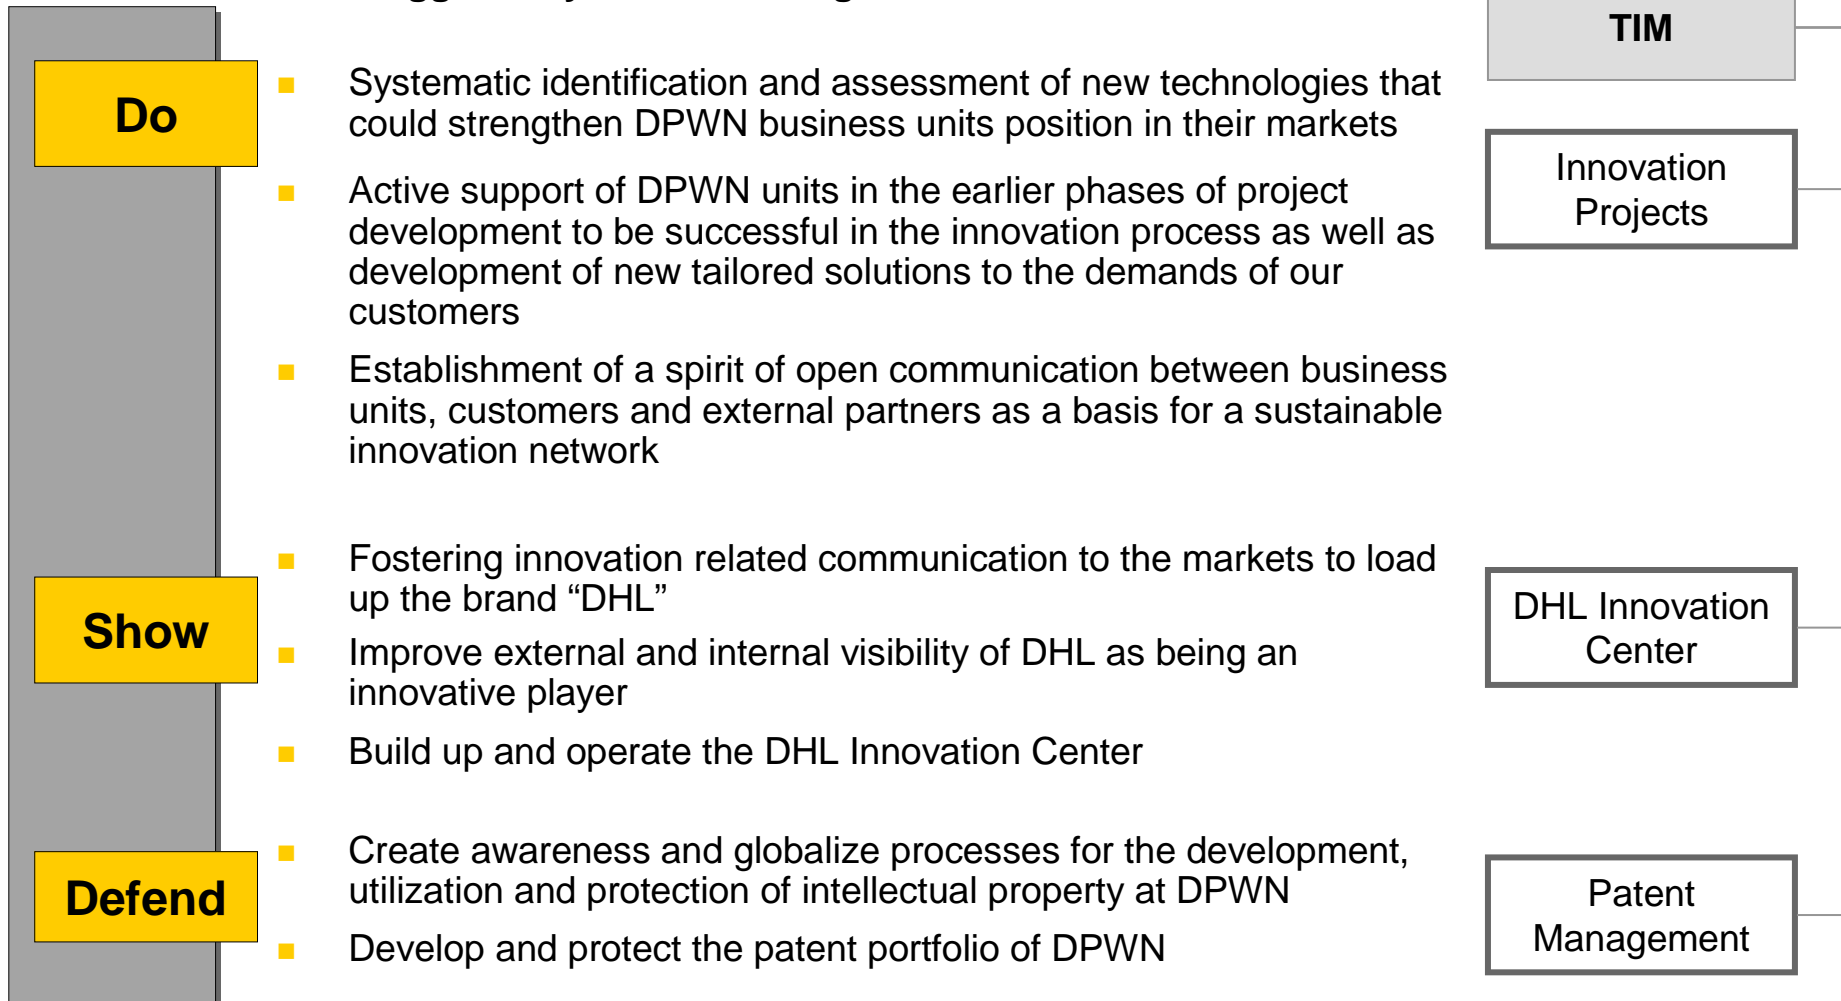 TIM
Do
Systematic identification and assessment of new technologies that
could strengthen DPWN business units position in their markets
Active support of DPWN units in the earlier phases of project
development to be successful in the innovation process as well as
development of new tailored solutions to the demands of our
customers
Establishment of a spirit of open communication between business
units, customers and external partners as a basis for a sustainable
innovation network
Innovation
Projects
Show
Fostering innovation related communication to the markets to load
up the brand “DHL”
Improve external and internal visibility of DHL as being an
innovative player
Build up and operate the DHL Innovation Center
DHL Innovation
Center
Defend
Create awareness and globalize processes for the development,
utilization and protection of intellectual property at DPWN
Develop and protect the patent portfolio of DPWN
Patent
Management